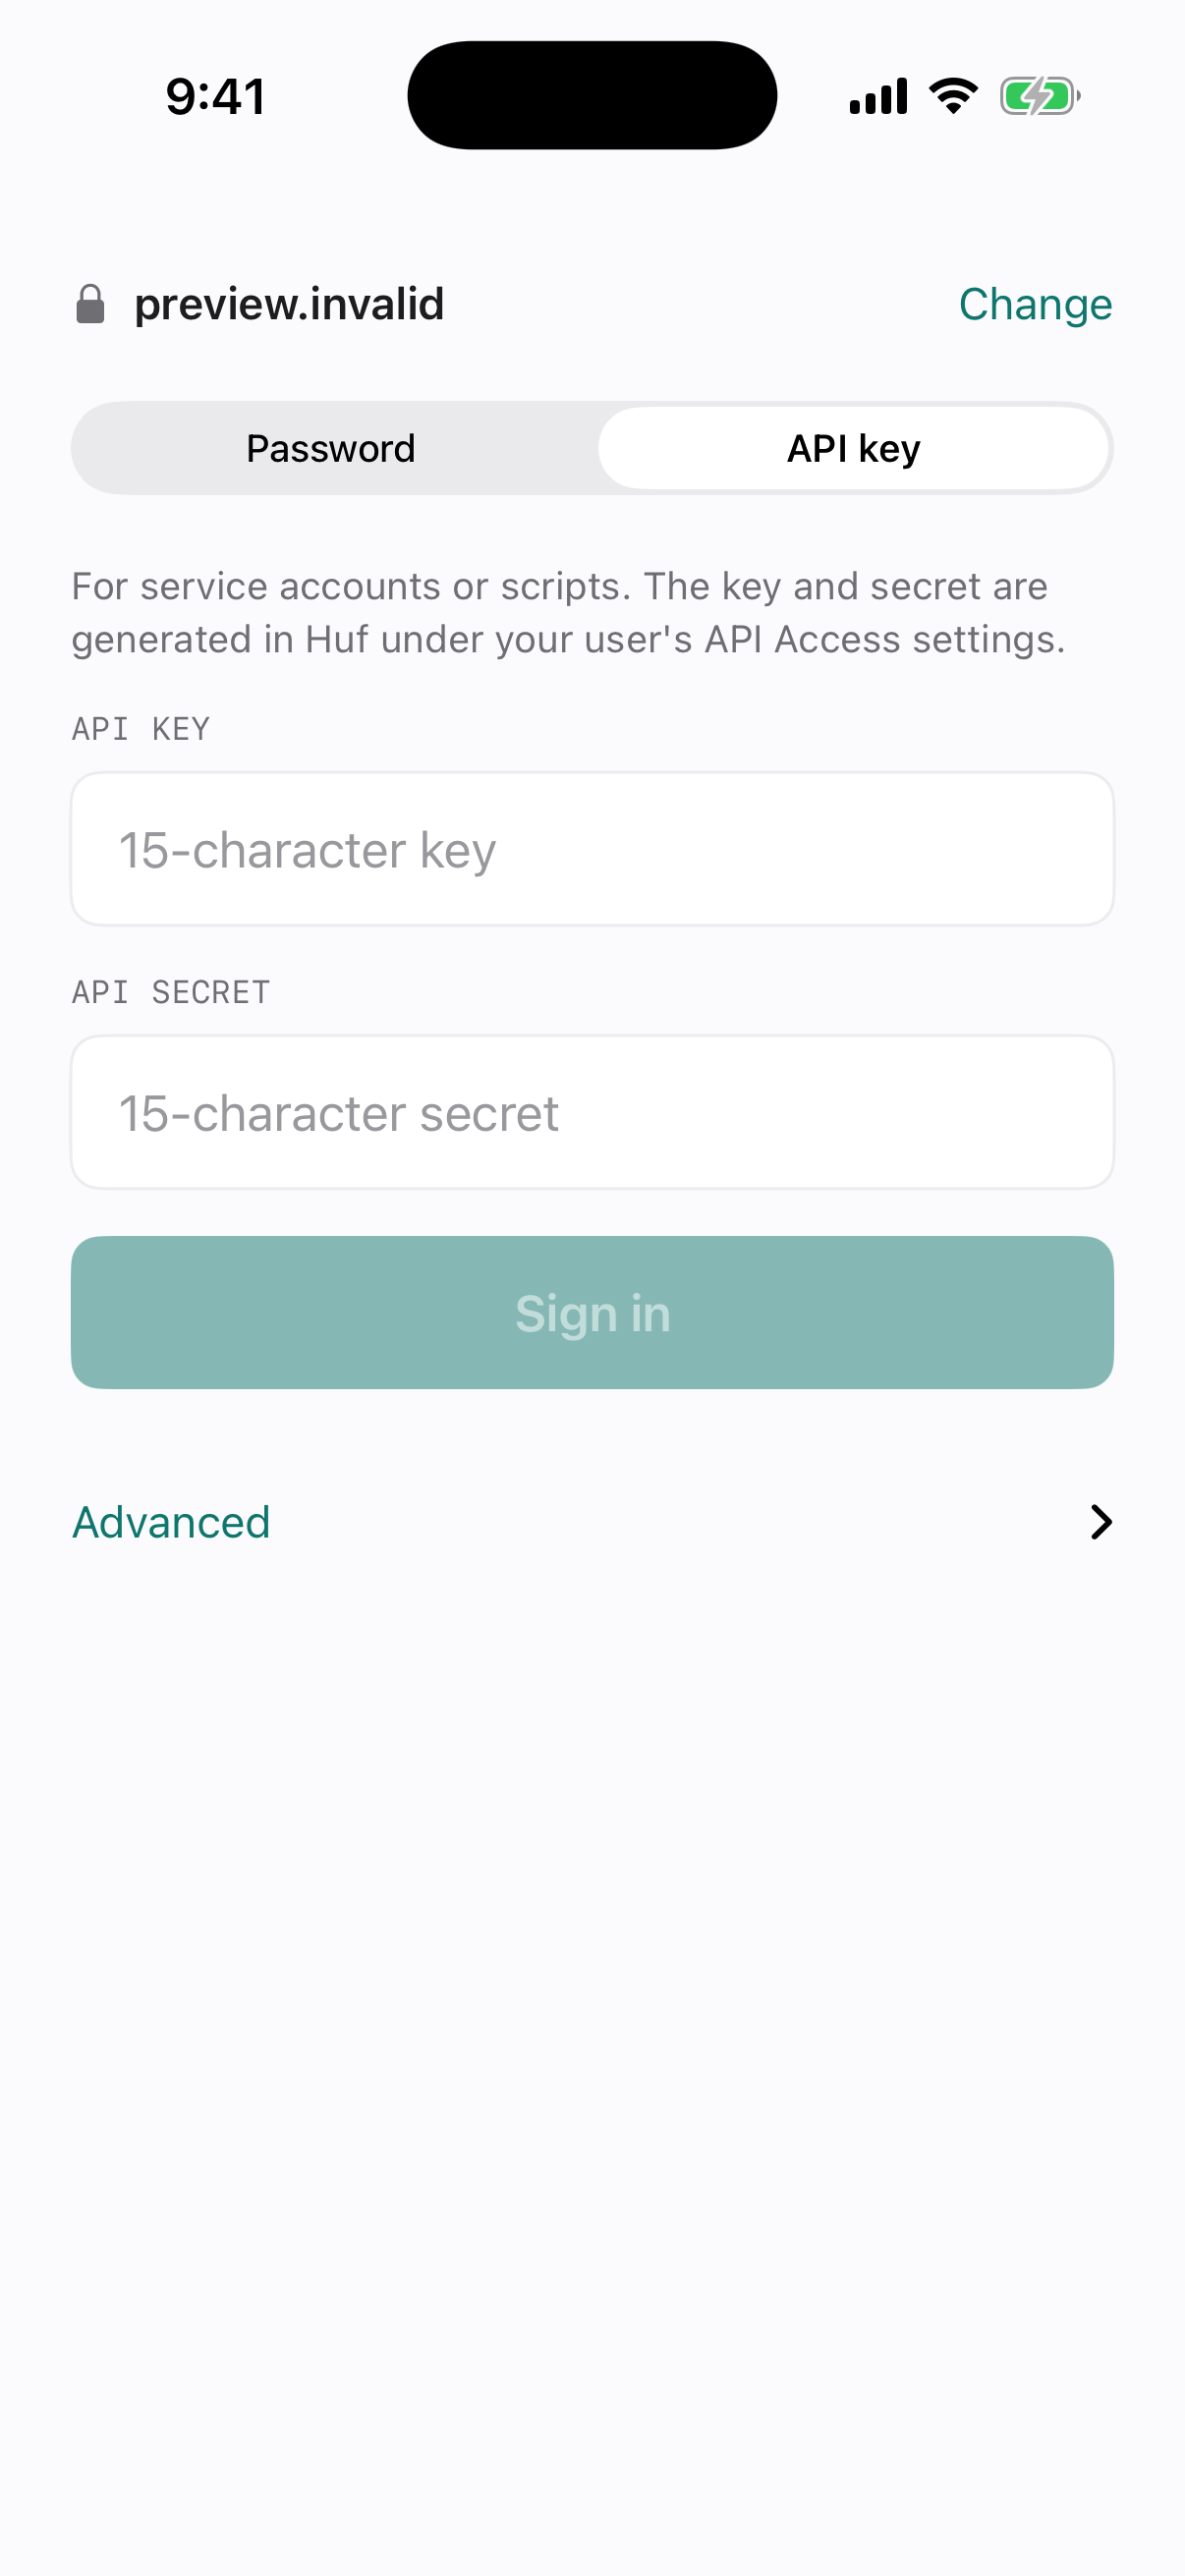 9:41
preview.invalid
Change
Password
API key
For service accounts or scripts. The key and secret are
generated in Huf under your user's API Access settings.
API KEY
15-character key
API SECRET
15-character secret
Sign in
Advanced